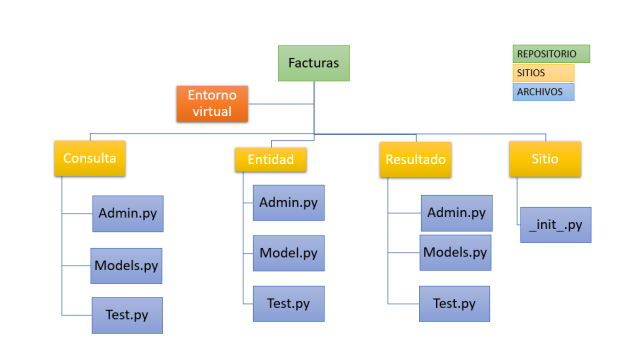 Facturas
REPOSITORIO
SITIOS
ARCHIVOS
Entorno
virtual
Consulta
Entidad
Resultado
Sitio
Admin.py
Models.py
Test.py
Admin.py
Model.py
Test.py
Admin.py
Models.py
Test.py
_init_.py